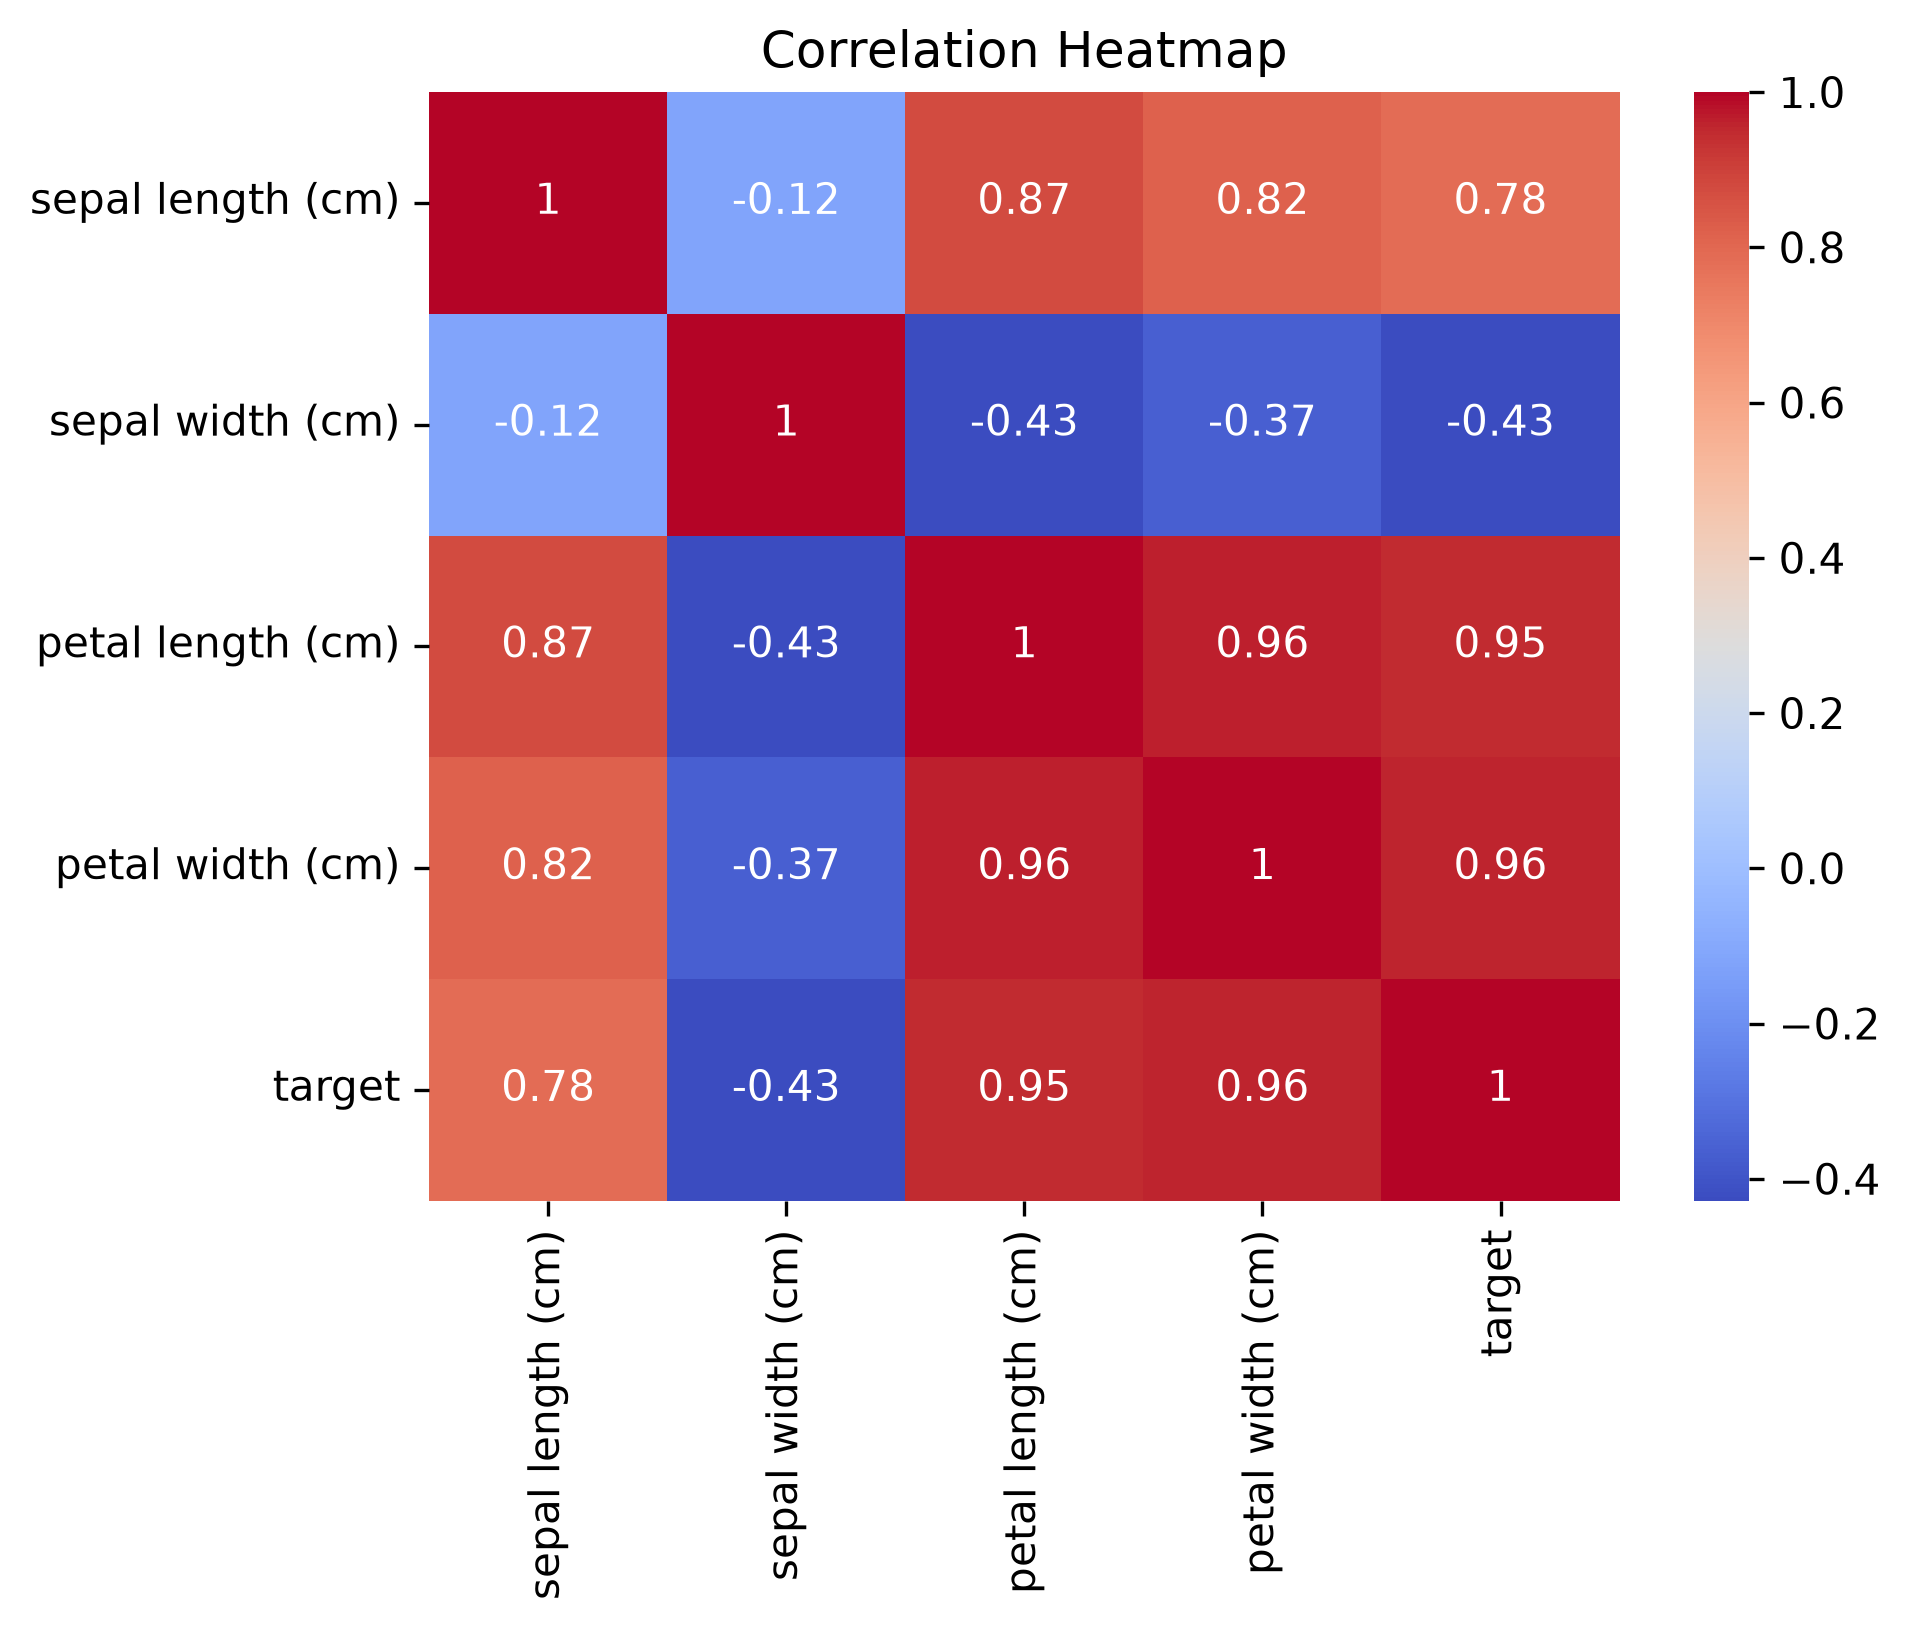 Correlation Heatmap
sepal length (cm) 1 -0.12 0.87 0.82 0.78
sepal width (cm) -0.12 1 -0.43 -0.37 -0.43
petal length (cm) 0.87 -0.43 1 0.96 0.95
petal width (cm) 0.82 -0.37 0.96 1 0.96
target 0.78 -0.43 0.95 0.96 1
sepal length (cm)
sepal width (cm)
petal length (cm)
petal width (cm)
target
1.0
0.8
0.6
0.4
0.2
0.0
−0.2
−0.4